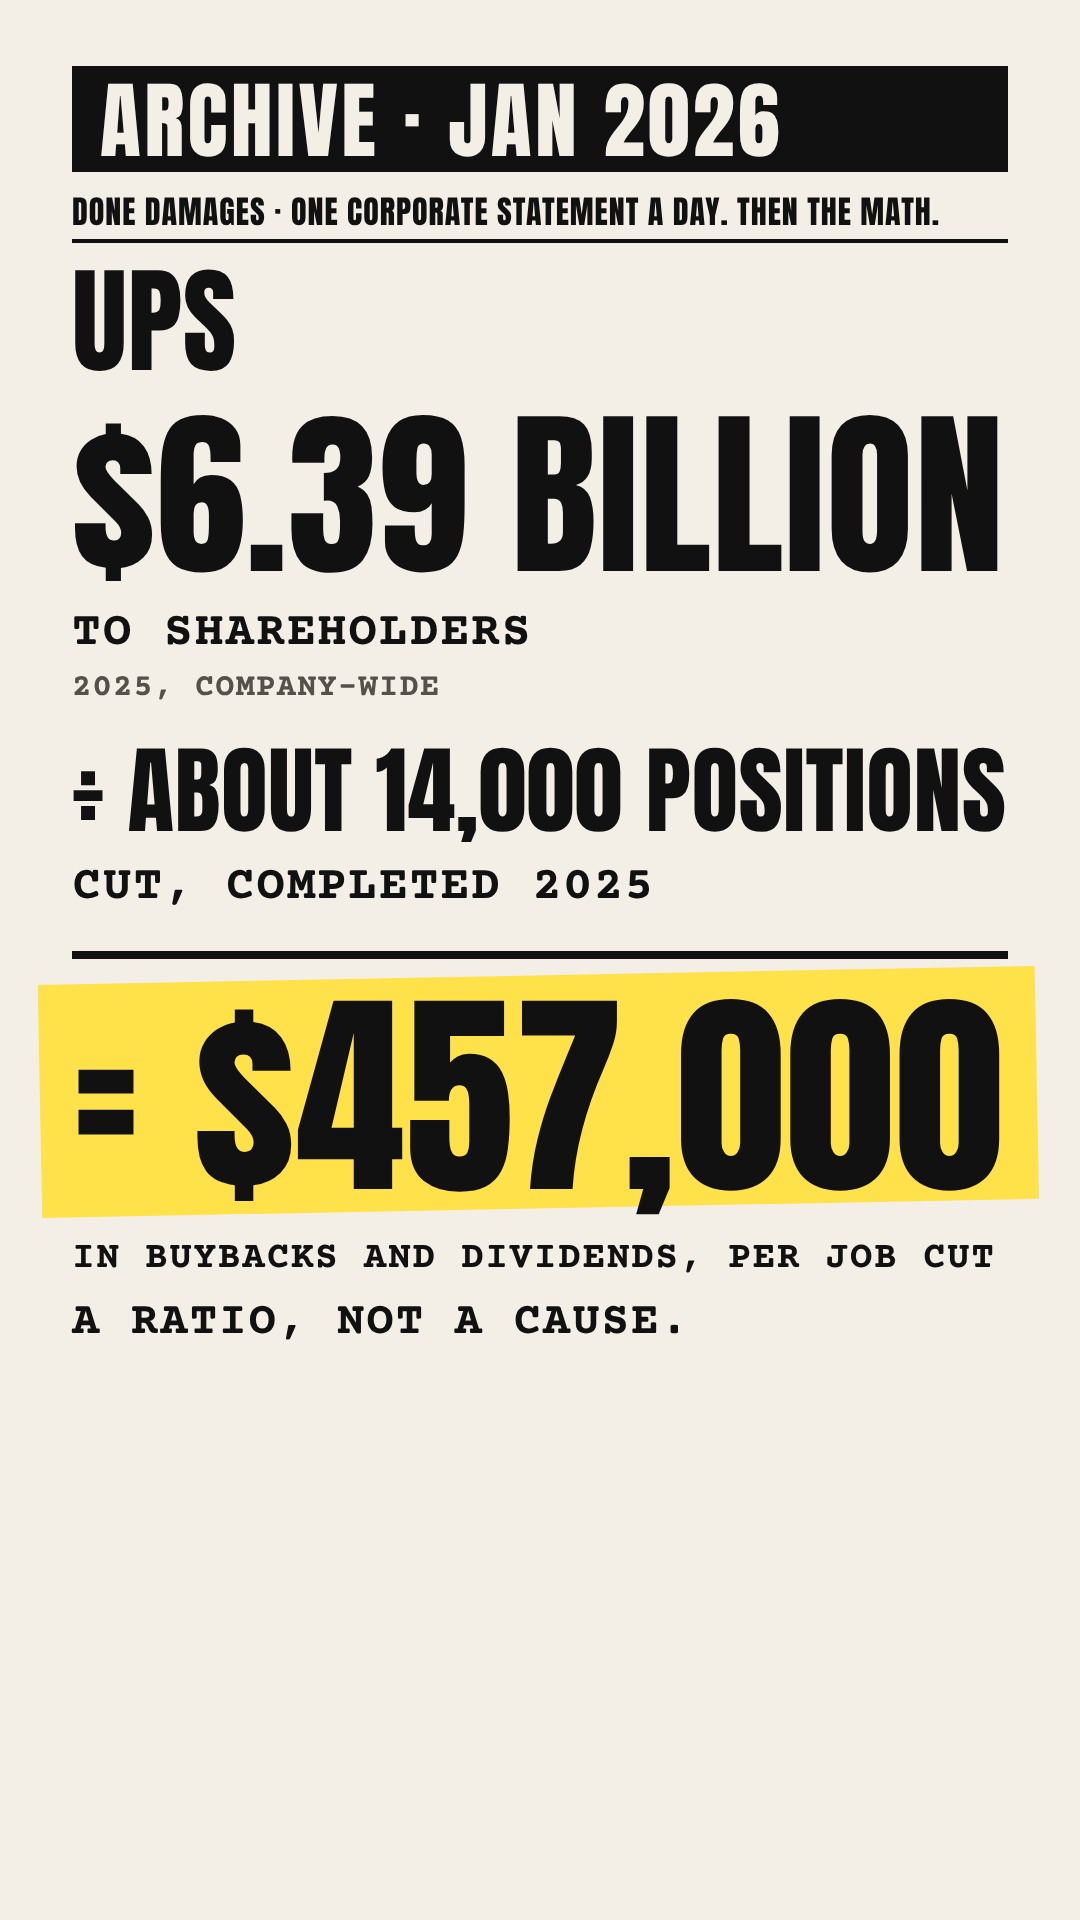 ARCHIVE · JAN 2026
DONE DAMAGES · ONE CORPORATE STATEMENT A DAY. THEN THE MATH.
UPS
$6.39 BILLION
TO SHAREHOLDERS
2025, COMPANY-WIDE
÷ ABOUT 14,000 POSITIONS
CUT, COMPLETED 2025
= $457,000
IN BUYBACKS AND DIVIDENDS, PER JOB CUT
A RATIO, NOT A CAUSE.